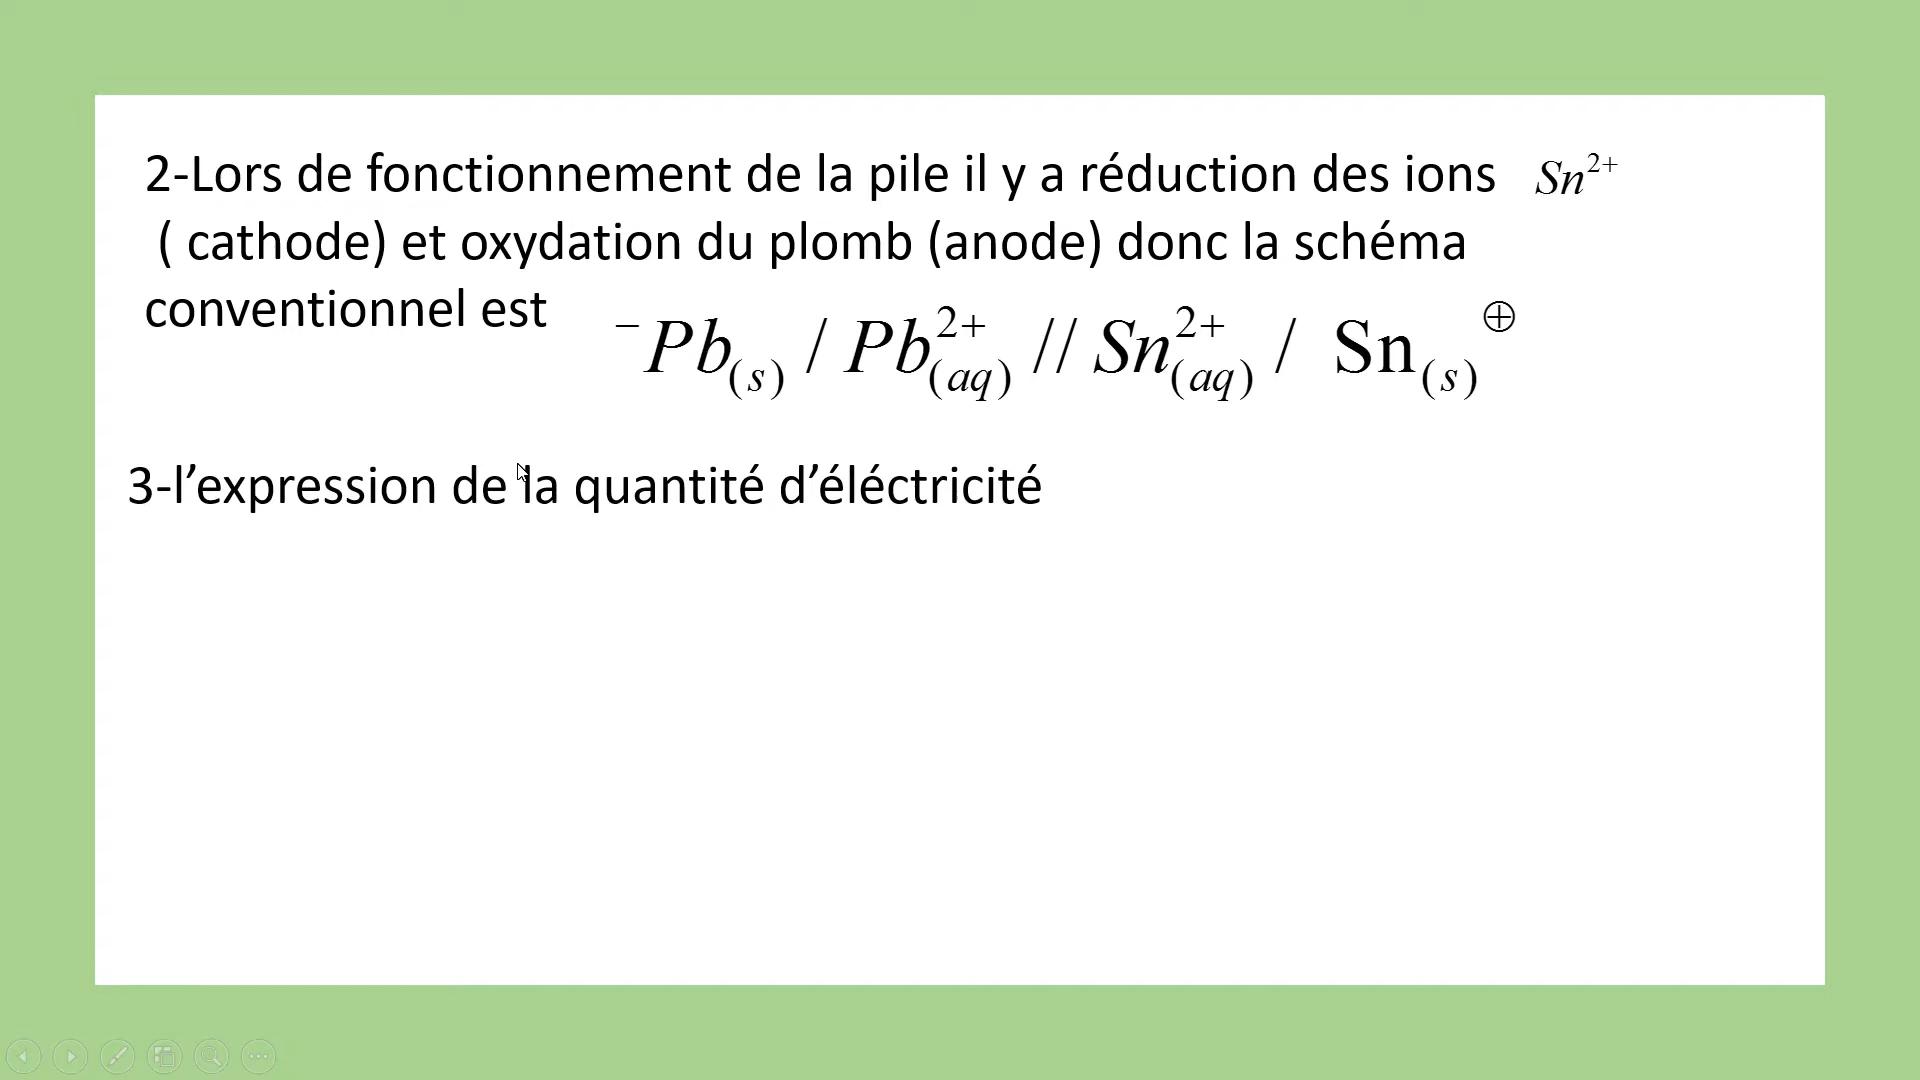 2-Lors de fonctionnement de la pile il y a réduction des ions Sn²⁺
( cathode) et oxydation du plomb (anode) donc la schéma
conventionnel est ⁻Pb₍s₎ / Pb²⁺₍aq₎ // Sn²⁺₍aq₎ / Sn₍s₎ ⊕
3-l’expression de la quantité d’éléctricité